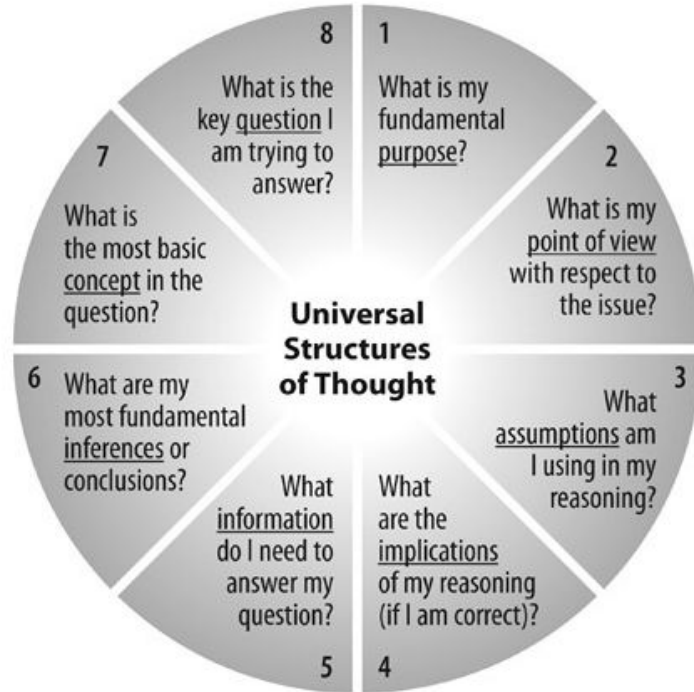 Universal
Structures
of Thought
1
What is my
fundamental
purpose?
2
What is my
point of view
with respect to
the issue?
3
What
assumptions am
I using in my
reasoning?
4
What
are the
implications
of my reasoning
(if I am correct)?
5
What
information
do I need to
answer my
question?
6
What are my
most fundamental
inferences or
conclusions?
7
What is
the most basic
concept in the
question?
8
What is the
key question I
am trying to
answer?